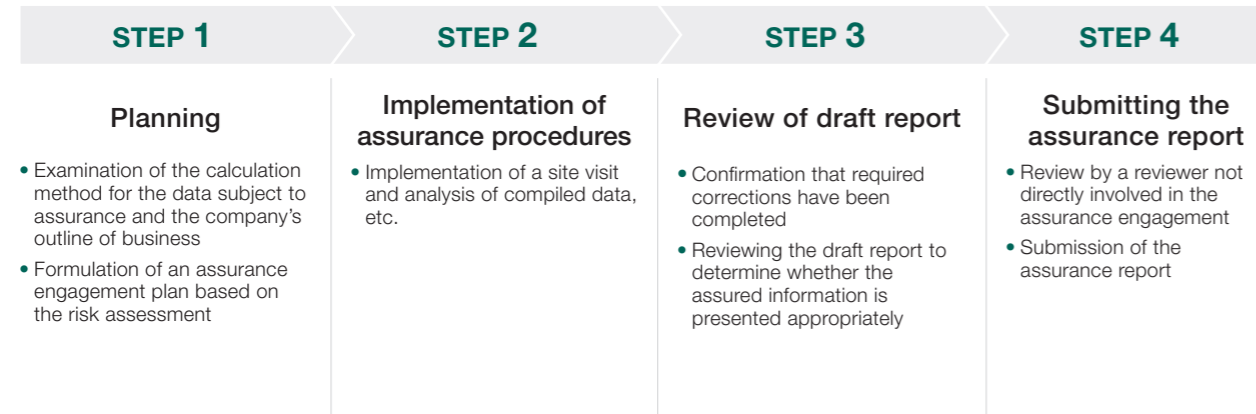 STEP 1
STEP 2
STEP 3
STEP 4
Planning
• Examination of the calculation
method for the data subject to
assurance and the company’s
outline of business
• Formulation of an assurance
engagement plan based on
the risk assessment
Implementation of
assurance procedures
• Implementation of a site visit
and analysis of compiled data,
etc.
Review of draft report
• Confirmation that required
corrections have been
completed
• Reviewing the draft report to
determine whether the
assured information is
presented appropriately
Submitting the
assurance report
• Review by a reviewer not
directly involved in the
assurance engagement
• Submission of the
assurance report